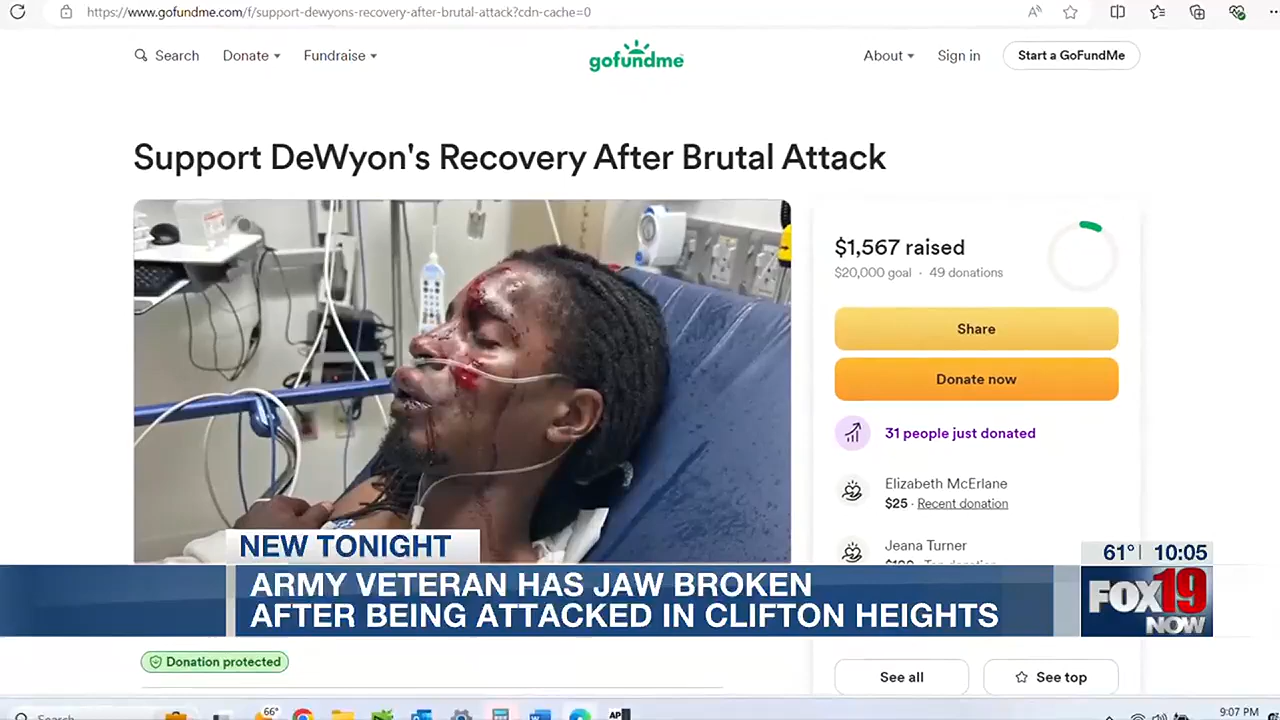 https://www.gofundme.com/f/support-dewyons-recovery-after-brutal-attack?cdn-cache=0
Search Donate Fundraise gofundme About Sign in Start a GoFundMe
Support DeWyon's Recovery After Brutal Attack
$1,567 raised
$20,000 goal · 49 donations
Share
Donate now
31 people just donated
Elizabeth McErlane
$25 · Recent donation
Jeana Turner
NEW TONIGHT
ARMY VETERAN HAS JAW BROKEN
AFTER BEING ATTACKED IN CLIFTON HEIGHTS
61° 10:05
FOX19
NOW
Donation protected
See all See top
Search 66° AP 9:07 PM